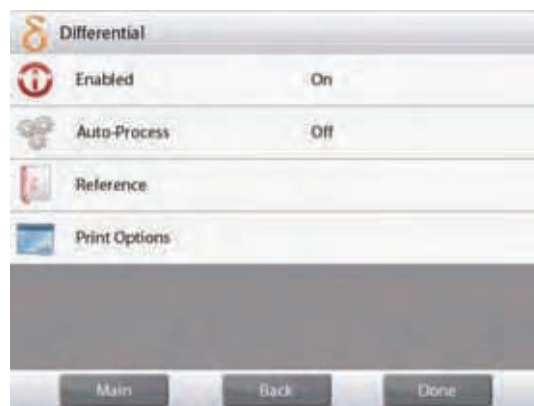 Differential
Enabled On
Auto-Process Off
Reference
Print Options
Main Back Done